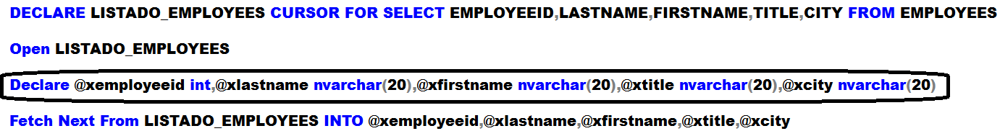 DECLARE LISTADO_EMPLOYEES CURSOR FOR SELECT EMPLOYEEID,LASTNAME,FIRSTNAME,TITLE,CITY FROM EMPLOYEES
Open LISTADO_EMPLOYEES
Declare @xemployeeid int,@xlastname nvarchar(20),@xfirstname nvarchar(20),@xtitle nvarchar(20),@xcity nvarchar(20)
Fetch Next From LISTADO_EMPLOYEES INTO @xemployeeid,@xlastname,@xfirstname,@xtitle,@xcity